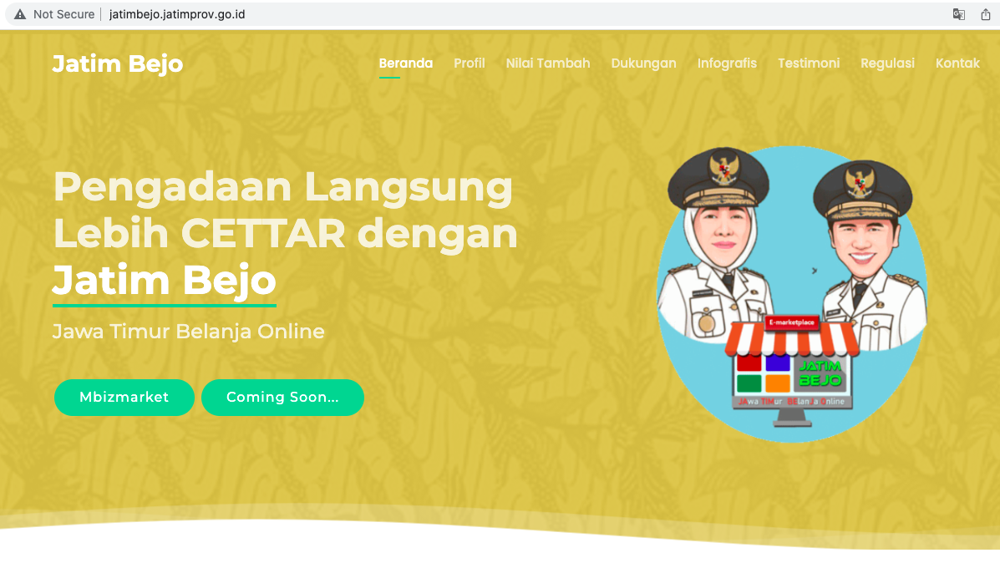 Not Secure
jatimbejo.jatimprov.go.id
Jatim Bejo
Beranda
Profil
Nilai Tambah
Dukungan
Infografis
Testimoni
Regulasi
Kontak
Pengadaan Langsung
Lebih CETTAR dengan
Jatim Bejo
Jawa Timur Belanja Online
Mbizmarket
Coming Soon...
E-marketplace
JATIM
BEJO
JAwa TIMur BElanJa Online